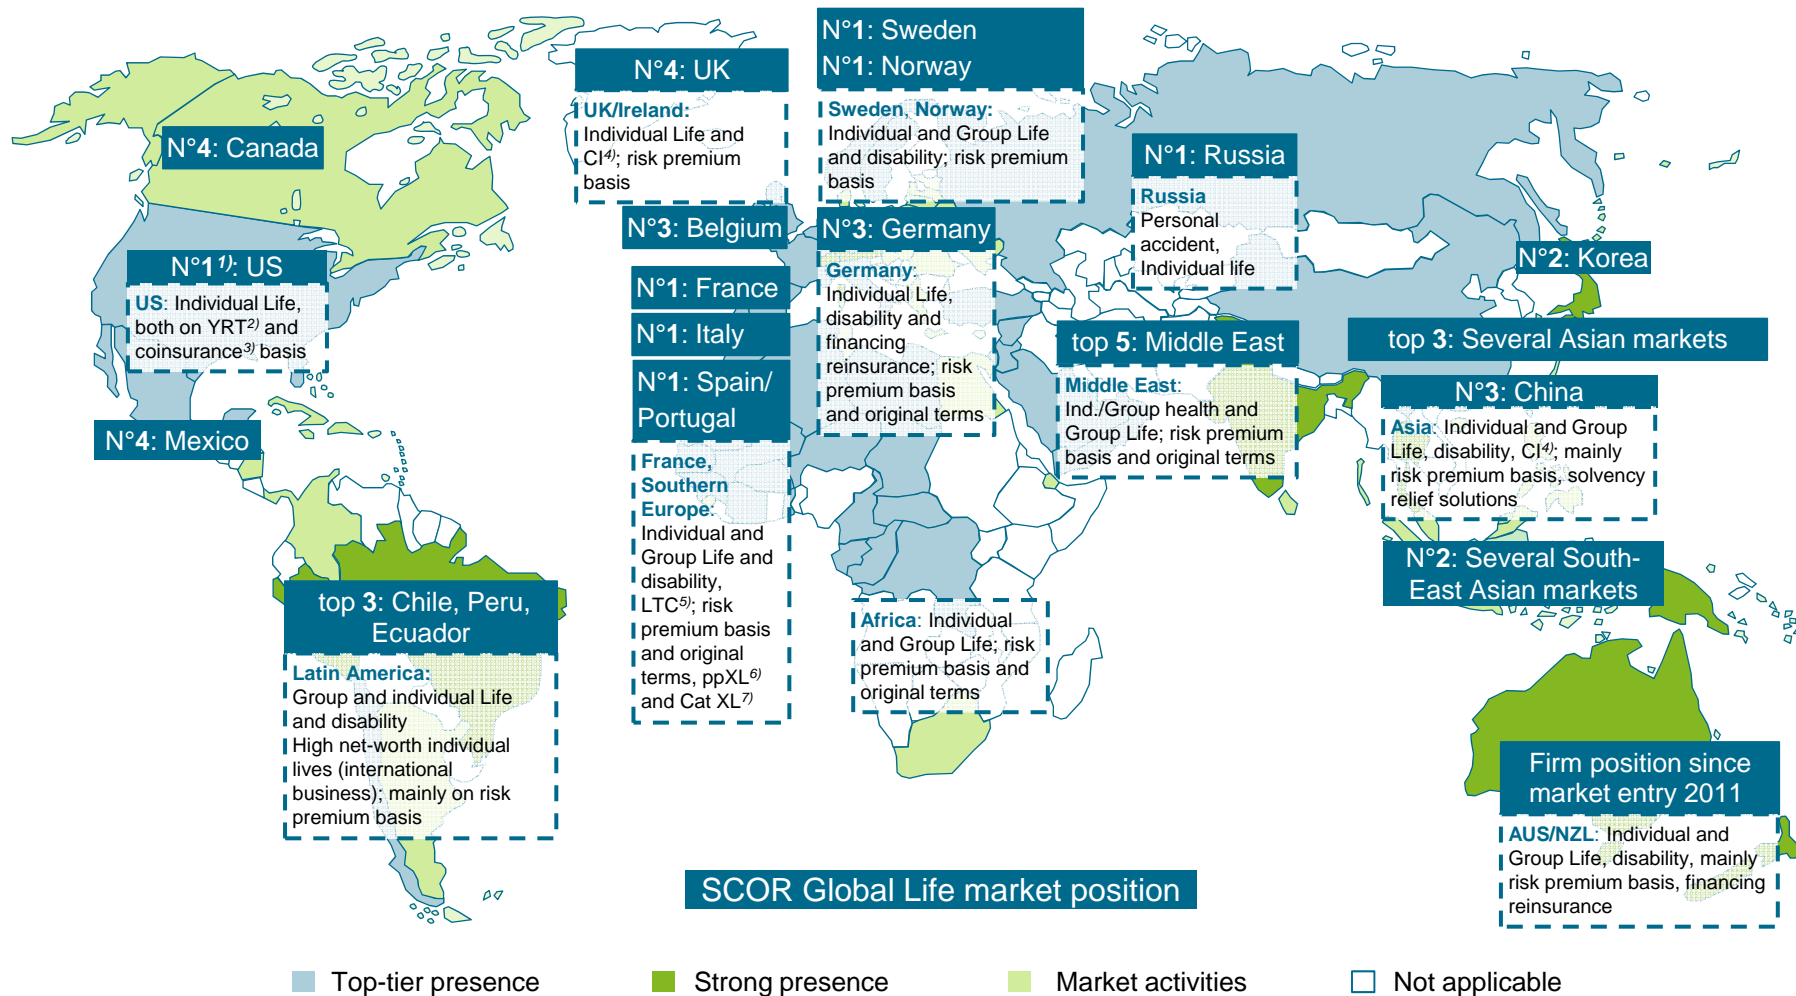 N°1: Sweden
N°1: Norway
N°4: UK
UK/Ireland:
Individual Life and
CI4); risk premium
basis
Sweden, Norway:
Individual and Group Life
and disability; risk premium
basis
N°4: Canada
N°1: Russia
Russia
Personal
accident,
Individual life
N°3: Belgium
N°3: Germany
Germany:
Individual Life,
disability and
financing
reinsurance; risk
premium basis
and original terms
N°2: Korea
N°1 1): US
US: Individual Life,
both on YRT2) and
coinsurance3) basis
N°1: France
N°1: Italy
N°1: Spain/
Portugal
France,
Southern
Europe:
Individual and
Group Life and
disability,
LTC5); risk
premium basis
and original
terms, ppXL6)
and Cat XL7)
top 5: Middle East
Middle East:
Ind./Group health and
Group Life; risk premium
basis and original terms
top 3: Several Asian markets
N°3: China
Asia: Individual and Group
Life, disability, CI4); mainly
risk premium basis, solvency
relief solutions
N°4: Mexico
N°2: Several South-
East Asian markets
top 3: Chile, Peru,
Ecuador
Latin America:
Group and individual Life
and disability
High net-worth individual
lives (international
business); mainly on risk
premium basis
Africa: Individual
and Group Life; risk
premium basis and
original terms
Firm position since
market entry 2011
AUS/NZL: Individual and
Group Life, disability, mainly
risk premium basis, financing
reinsurance
SCOR Global Life market position
Top-tier presence
Strong presence
Market activities
Not applicable